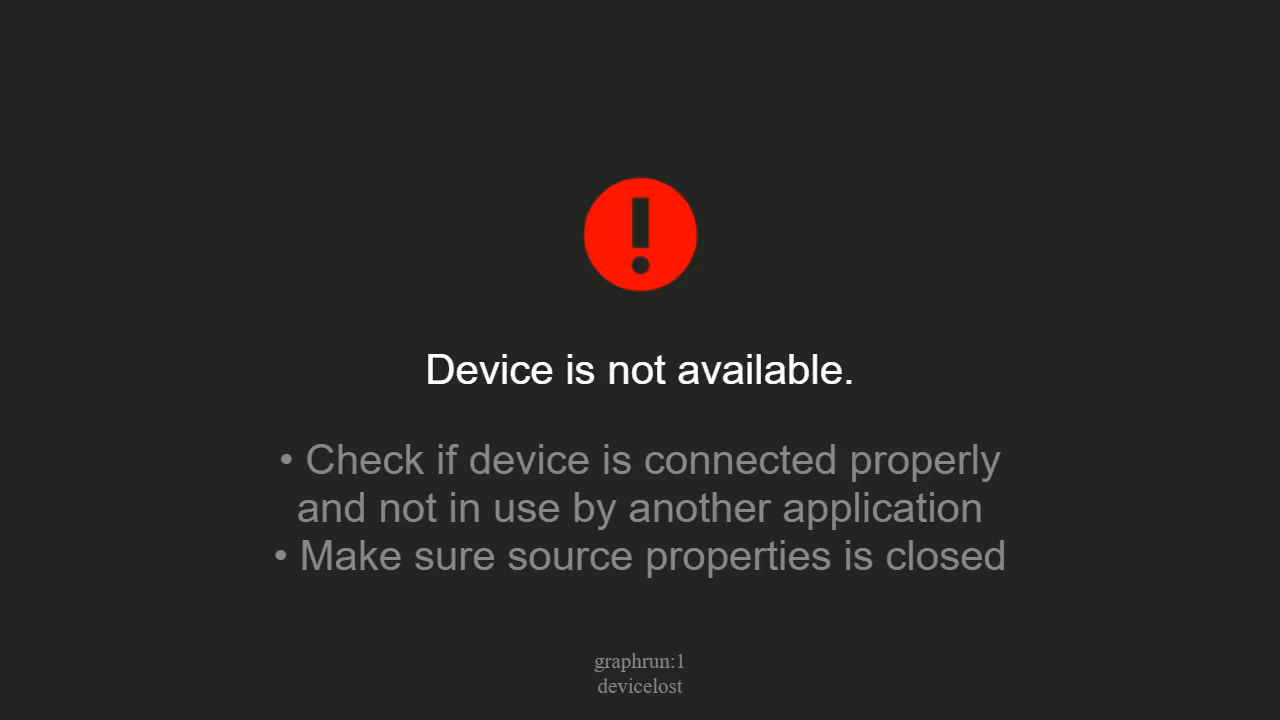 Device is not available.
• Check if device is connected properly
and not in use by another application
• Make sure source properties is closed
graphrun:1
devicelost